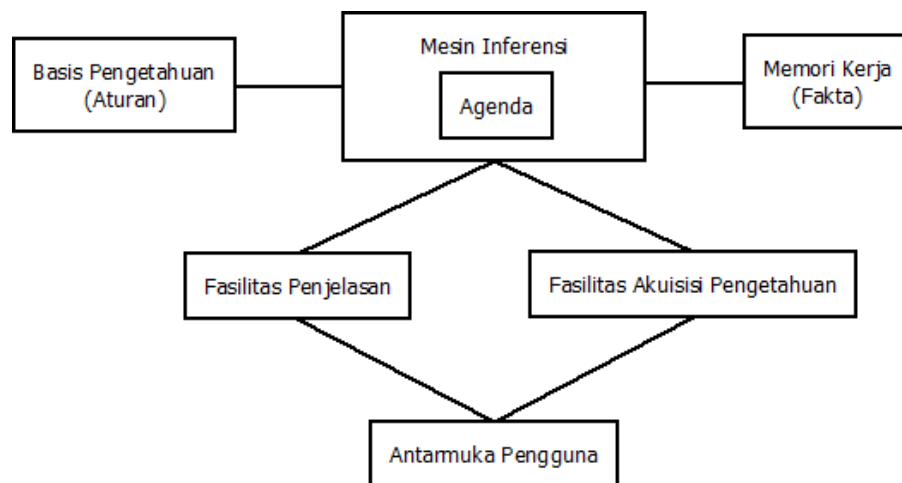 Basis Pengetahuan
(Aturan)
Mesin Inferensi
Agenda
Memori Kerja
(Fakta)
Fasilitas Penjelasan
Fasilitas Akuisisi Pengetahuan
Antarmuka Pengguna